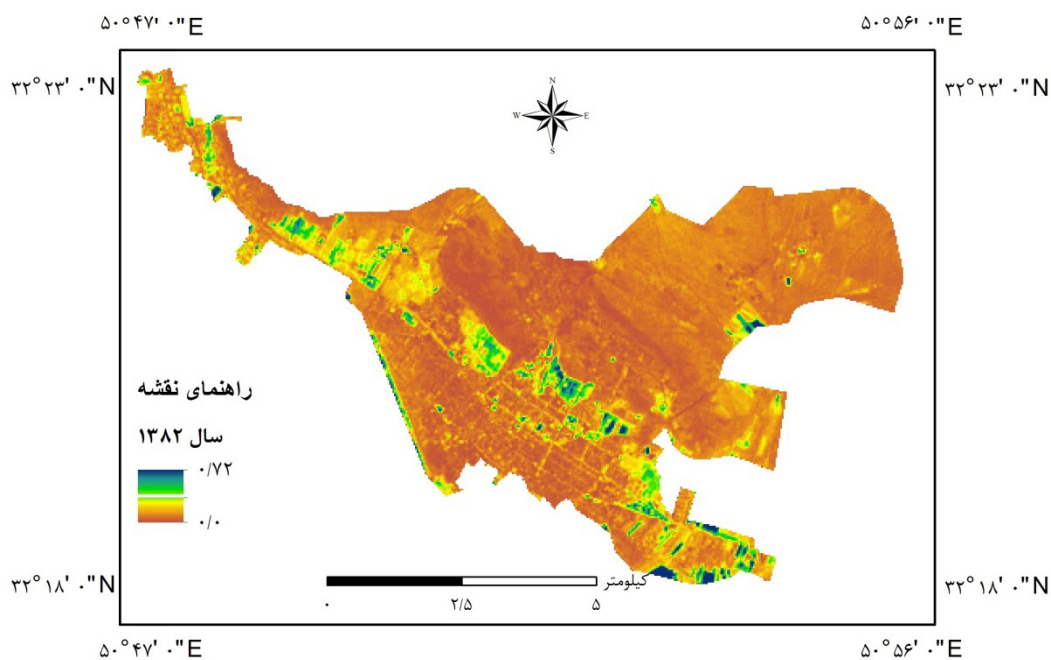 ۵۰°۴۷' ۰"E
۵۰°۵۶' ۰"E
۳۲°۲۳' ۰"N
۳۲°۲۳' ۰"N
N
W
E
S
راهنمای نقشه
سال ۱۳۸۲
۰/۷۲
۰/۰
۳۲°۱۸' ۰"N
۳۲°۱۸' ۰"N
کیلومتر
۰
۲/۵
۵
۵۰°۴۷' ۰"E
۵۰°۵۶' ۰"E